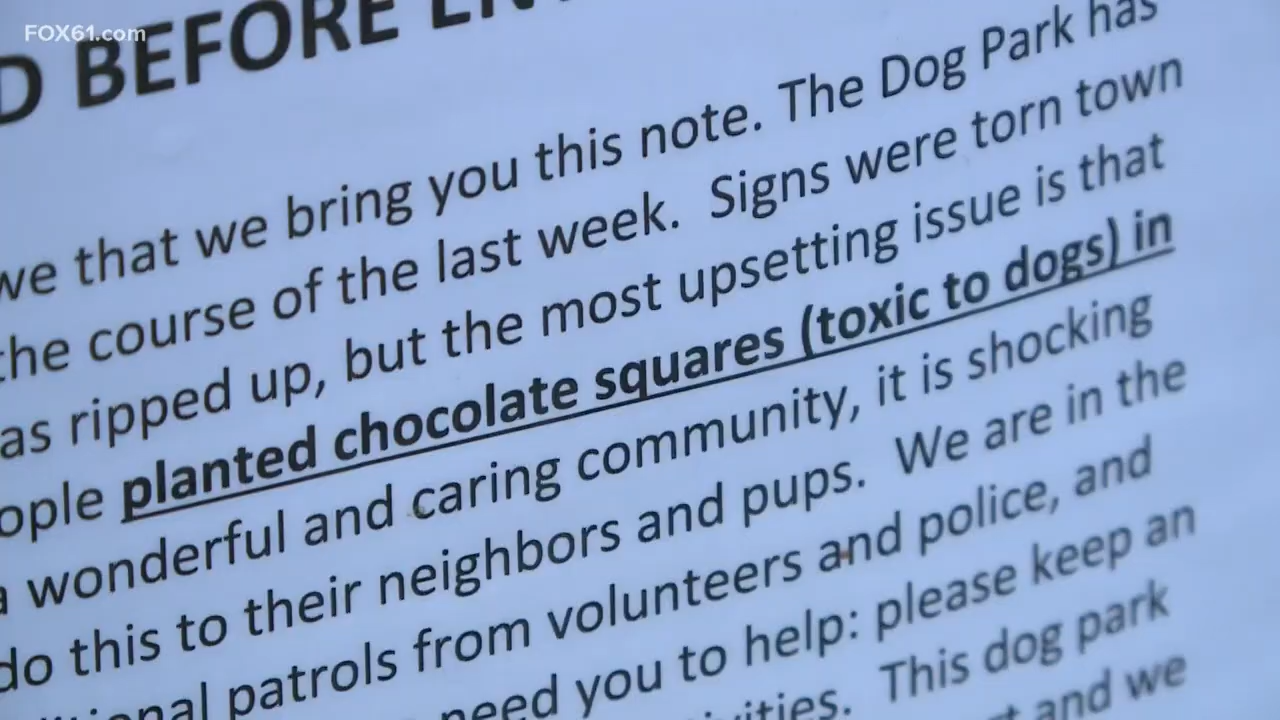 FOX61.com
D BEFORE
we that we bring you this note. The Dog Park has
the course of the last week. Signs were torn town
as ripped up, but the most upsetting issue is that
ople planted chocolate squares (toxic to dogs) in
a wonderful and caring community, it is shocking
do this to their neighbors and pups. We are in the
ional patrols from volunteers and police, and
need you to help: please keep an
ivities. This dog park
and we